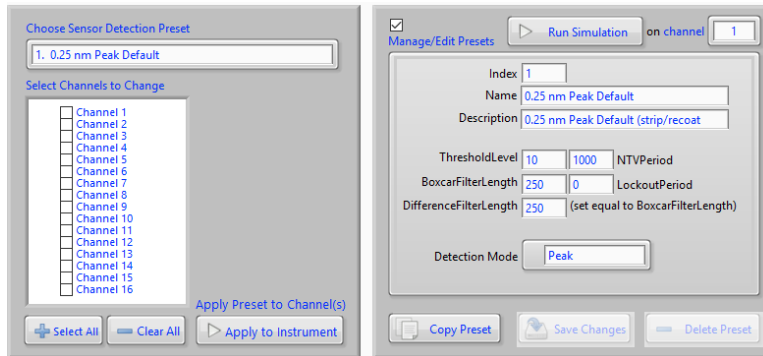 Choose Sensor Detection Preset
1. 0.25 nm Peak Default
Select Channels to Change
Channel 1
Channel 2
Channel 3
Channel 4
Channel 5
Channel 6
Channel 7
Channel 8
Channel 9
Channel 10
Channel 11
Channel 12
Channel 13
Channel 14
Channel 15
Channel 16
Apply Preset to Channel(s)
Select All Clear All Apply to Instrument
Manage/Edit Presets Run Simulation on channel 1
Index 1
Name 0.25 nm Peak Default
Description 0.25 nm Peak Default (strip/recoat
ThresholdLevel 10 1000 NTVPeriod
BoxcarFilterLength 250 0 LockoutPeriod
DifferenceFilterLength 250 (set equal to BoxcarFilterLength)
Detection Mode Peak
Copy Preset Save Changes Delete Preset